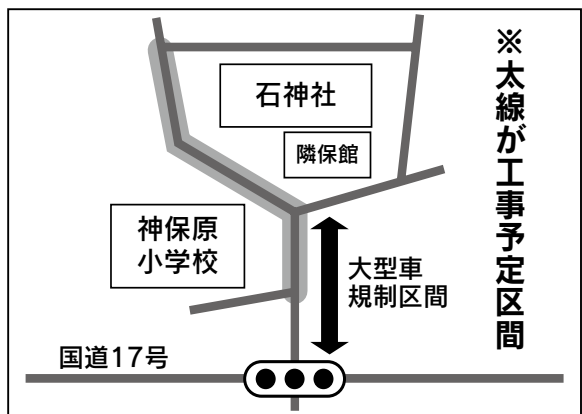 ※太線が工事予定区間
石神社
隣保館
神保原
小学校
大型車
規制区間
国道17号